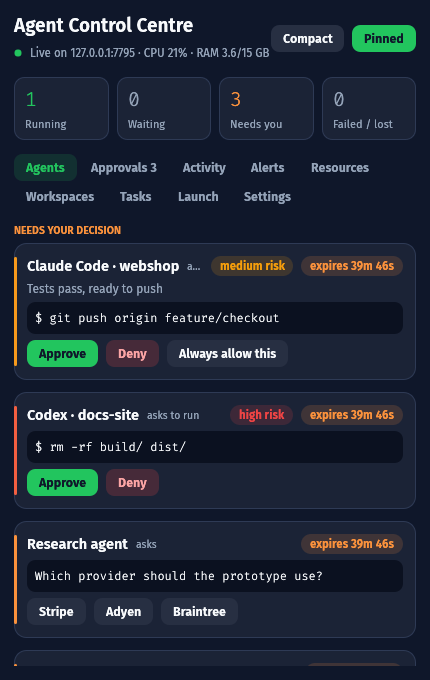 Agent Control Centre
Live on 127.0.0.1:7795 · CPU 21% · RAM 3.6/15 GB
Compact
Pinned
1
Running
0
Waiting
3
Needs you
0
Failed / lost
Agents
Approvals 3
Activity
Alerts
Resources
Workspaces
Tasks
Launch
Settings
NEEDS YOUR DECISION
Claude Code · webshop a… medium risk expires 39m 46s
Tests pass, ready to push
$ git push origin feature/checkout
Approve
Deny
Always allow this
Codex · docs-site asks to run high risk expires 39m 46s
$ rm -rf build/ dist/
Approve
Deny
Research agent asks expires 39m 46s
Which provider should the prototype use?
Stripe
Adyen
Braintree